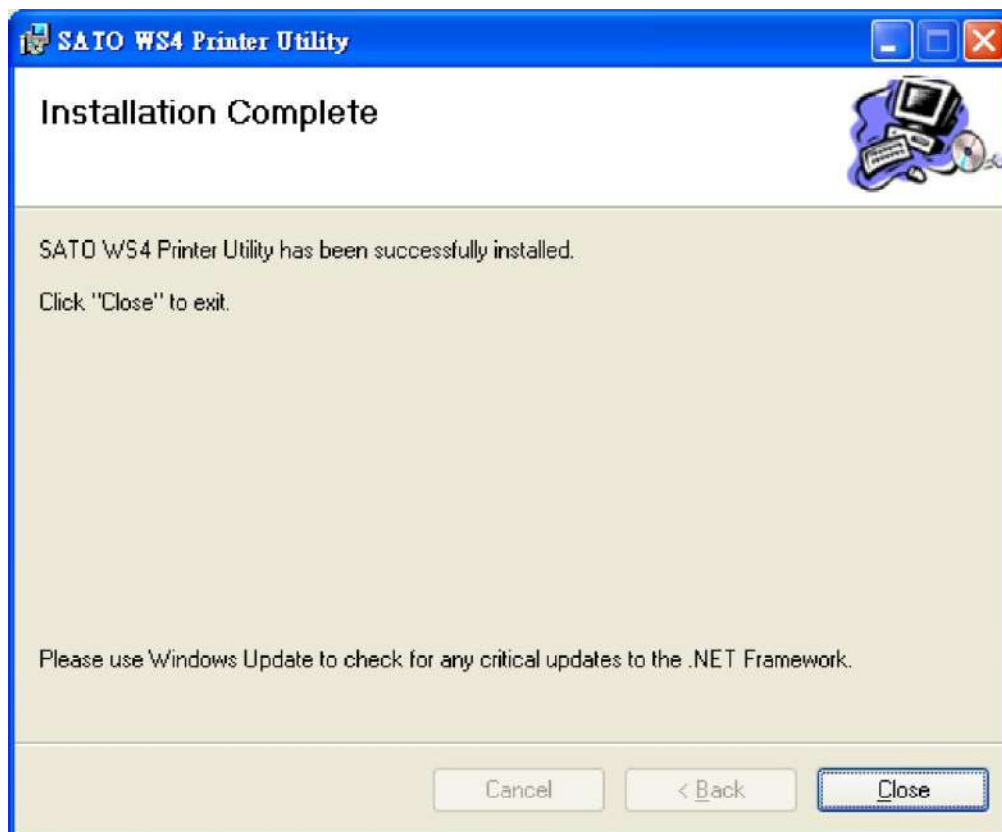 SATO WS4 Printer Utility
Installation Complete
SATO WS4 Printer Utility has been successfully installed.
Click "Close" to exit.
Please use Windows Update to check for any critical updates to the .NET Framework.
Cancel
< Back
Close